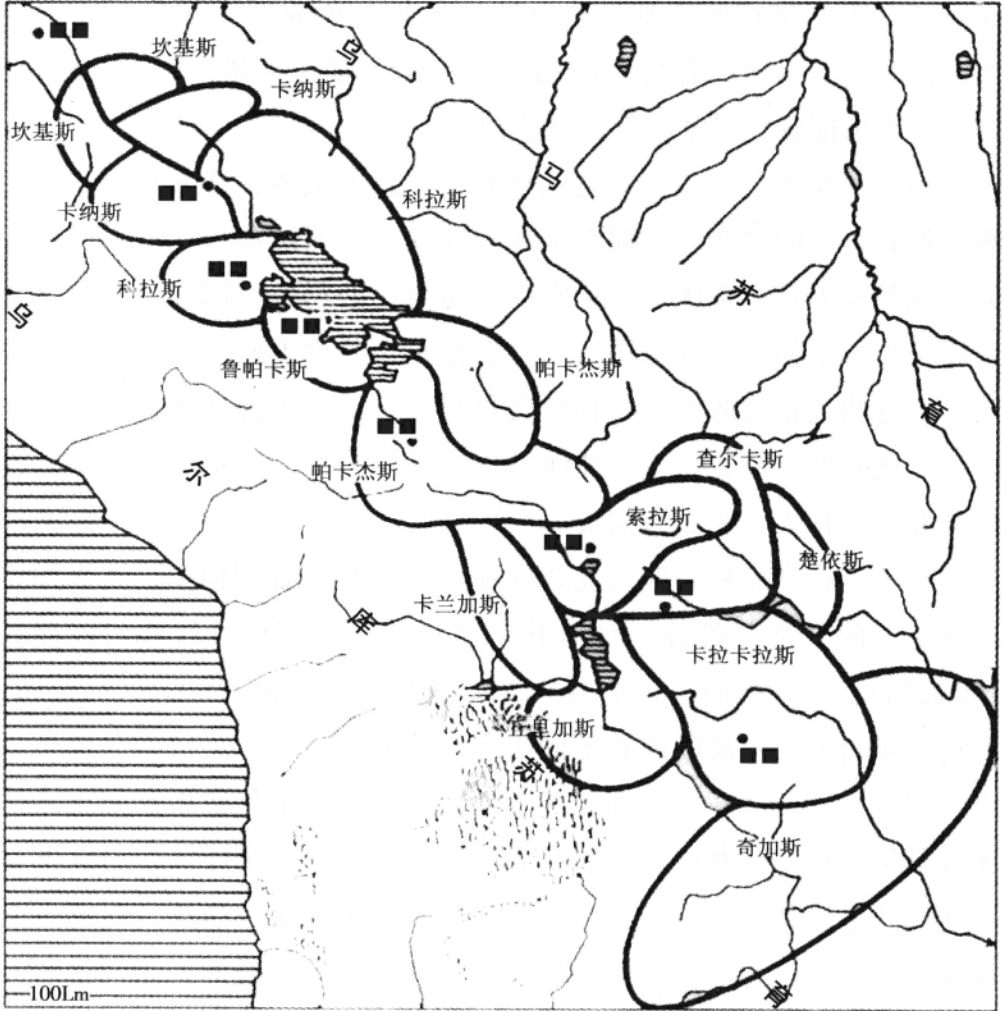 坎基斯
乌
卡纳斯
坎基斯
马
科拉斯
卡纳斯
科拉斯
苏
乌
鲁帕卡斯
帕卡杰斯
育
查尔卡斯
帕卡杰斯
尔
索拉斯
楚依斯
卡兰加斯
库
卡拉卡拉斯
里加斯
苏
奇加斯
100Lm
育